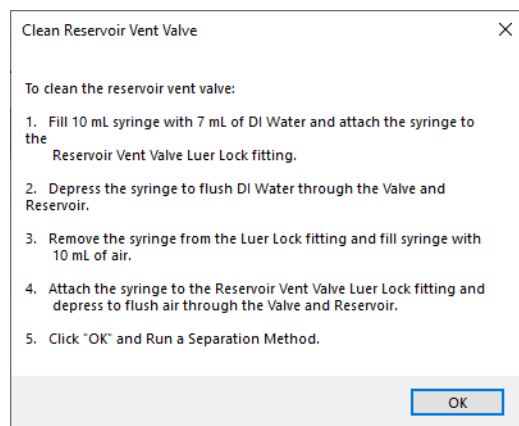 Clean Reservoir Vent Valve
To clean the reservoir vent valve:
1. Fill 10 mL syringe with 7 mL of DI Water and attach the syringe to
the
Reservoir Vent Valve Luer Lock fitting.
2. Depress the syringe to flush DI Water through the Valve and
Reservoir.
3. Remove the syringe from the Luer Lock fitting and fill syringe with
10 mL of air.
4. Attach the syringe to the Reservoir Vent Valve Luer Lock fitting and
depress to flush air through the Valve and Reservoir.
5. Click "OK" and Run a Separation Method.
OK